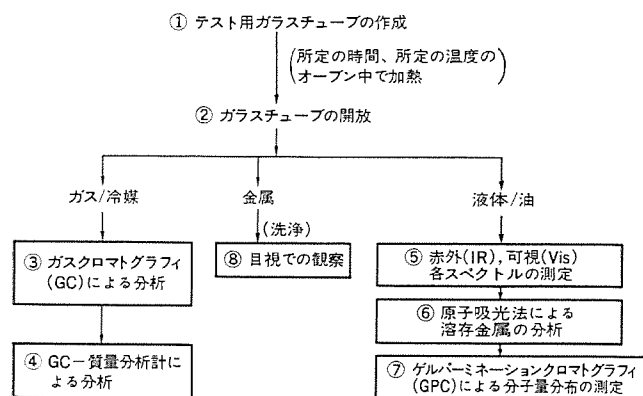 ① テスト用ガラスチューブの作成
(所定の時間、所定の温度の
オーブン中で加熱)
② ガラスチューブの開放
ガス/冷媒
金属
液体/油
(洗浄)
③ ガスクロマトグラフィ
(GC)による分析
⑧ 目視での観察
⑤ 赤外(IR),可視(Vis)
各スペクトルの測定
⑥ 原子吸光法による
溶存金属の分析
④ GC－質量分析計に
よる分析
⑦ ゲルパーミネーションクロマトグラフィ
(GPC)による分子量分布の測定